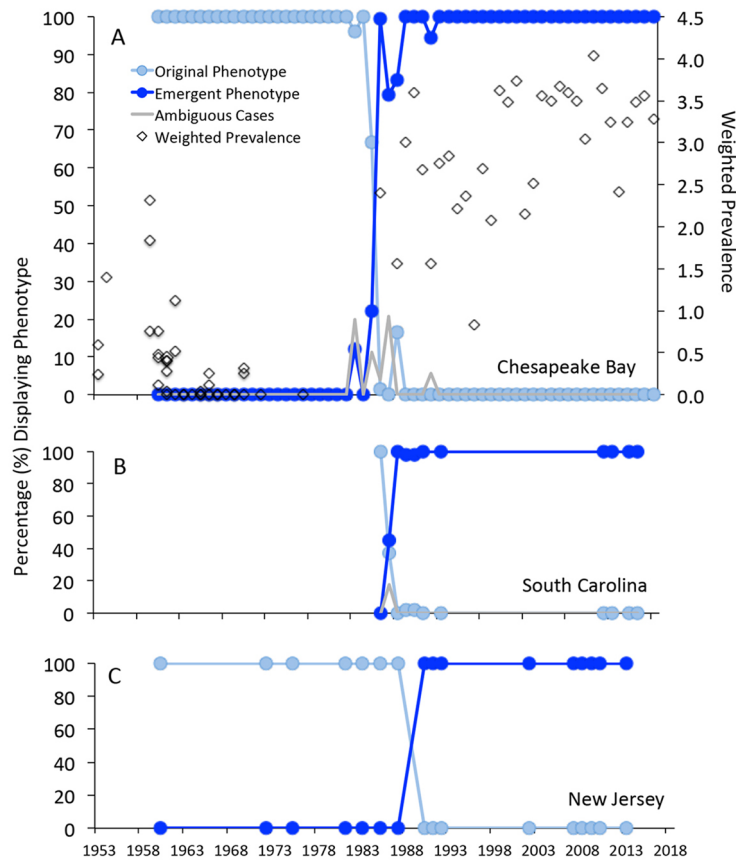 A
100
90
80
70
60
50
40
30
20
10
0
4.5
4.0
3.5
3.0
2.5
2.0
1.5
1.0
0.5
0.0
Original Phenotype
Emergent Phenotype
Ambiguous Cases
Weighted Prevalence
Chesapeake Bay
Weighted Prevalence
Percentage (%) Displaying Phenotype
B
100
80
60
40
20
0
South Carolina
C
100
80
60
40
20
0
New Jersey
1953 1958 1963 1968 1973 1978 1983 1988 1993 1998 2003 2008 2013 2018